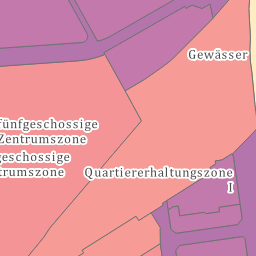 Gewässer
fünfgeschossige
Zentrumszone
geschossige
trumszone
Quartiererhaltungszone
I